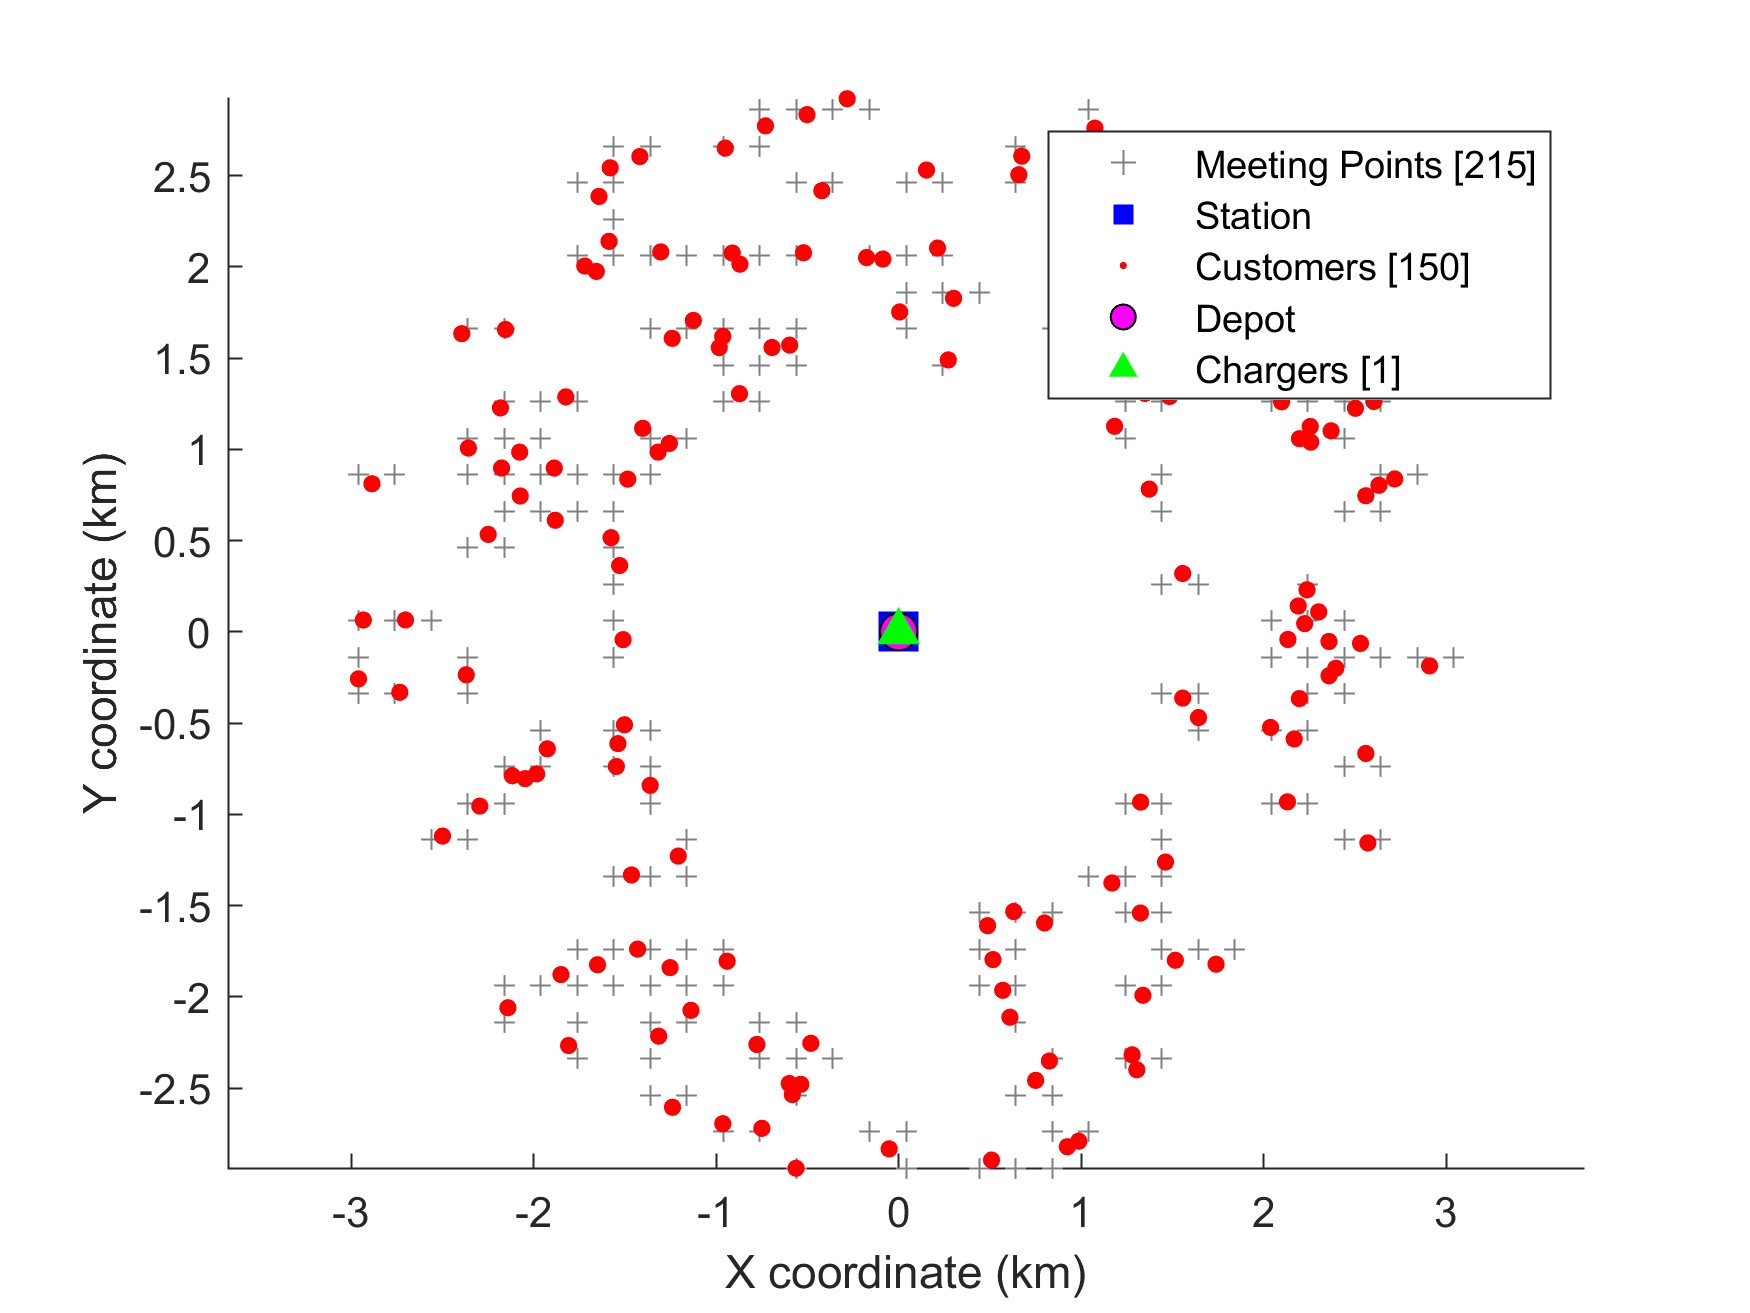 Meeting Points [215]
Station
Customers [150]
Depot
Chargers [1]
2.5
2
1.5
1
0.5
0
-0.5
-1
-1.5
-2
-2.5
Y coordinate (km)
-3 -2 -1 0 1 2 3
X coordinate (km)